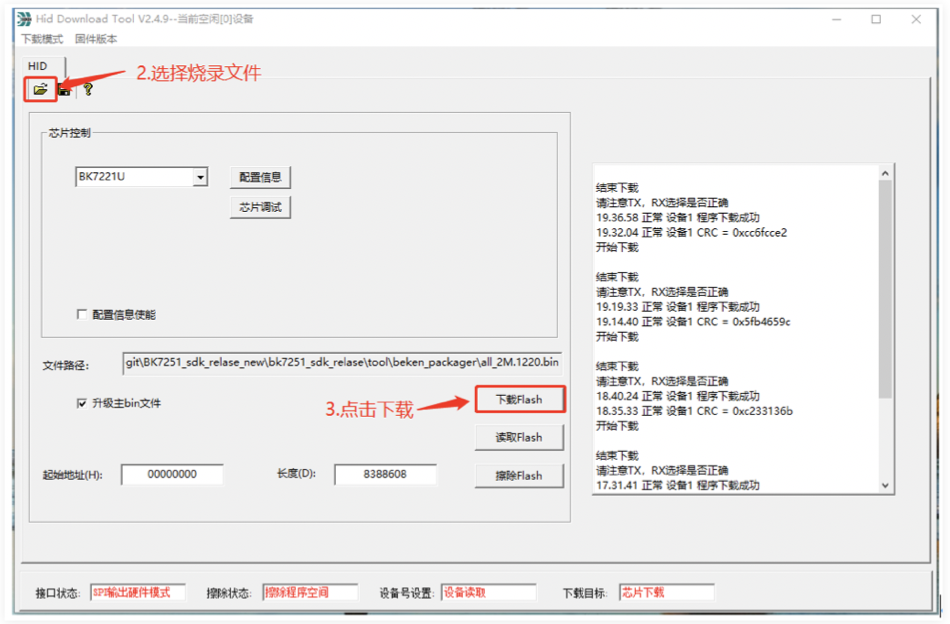 Hid Download Tool V2.4.9--当前空闲[0]设备
下载模式 固件版本
HID
2.选择烧录文件
?
芯片控制
BK7221U
配置信息
芯片调试
配置信息使能
文件路径:
git\BK7251_sdk_relase_new\bk7251_sdk_relase\tool\beken_packager\all_2M.1220.bin
升级主bin文件
3.点击下载
下载Flash
读取Flash
起始地址(H):
00000000
长度(D):
8388608
擦除Flash
结束下载
请注意TX，RX选择是否正确
19.36.58 正常 设备1 程序下载成功
19.32.04 正常 设备1 CRC = 0xcc6fcce2
开始下载
结束下载
请注意TX，RX选择是否正确
19.19.33 正常 设备1 程序下载成功
19.14.40 正常 设备1 CRC = 0x5fb4659c
开始下载
结束下载
请注意TX，RX选择是否正确
18.40.24 正常 设备1 程序下载成功
18.35.33 正常 设备1 CRC = 0xc233136b
开始下载
结束下载
请注意TX，RX选择是否正确
17.31.41 正常 设备1 程序下载成功
接口状态: SPI输出硬件模式 擦除状态: 擦除程序空间 设备号设置: 设备读取 下载目标: 芯片下载